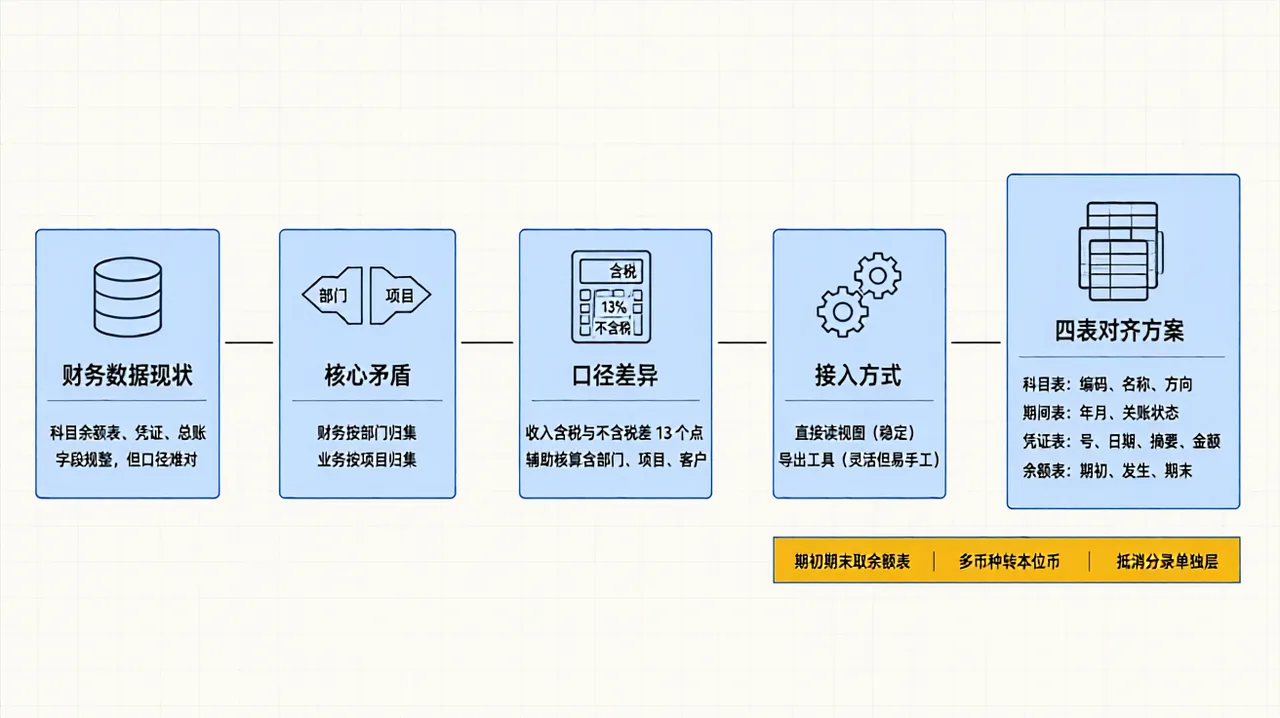 财务数据现状
科目余额表、凭证、总账
字段规整，但口径难对
部门
项目
核心矛盾
财务按部门归集
业务按项目归集
含税
13%
不含税
口径差异
收入含税与不含税差 13 个点
辅助核算含部门、项目、客户
接入方式
直接读视图（稳定）
导出工具（灵活但易手工）
四表对齐方案
科目表：编码、名称、方向
期间表：年月、关账状态
凭证表：号、日期、摘要、金额
余额表：期初、发生、期末
期初期末取余额表
多币种转本位币
抵消分录单独层